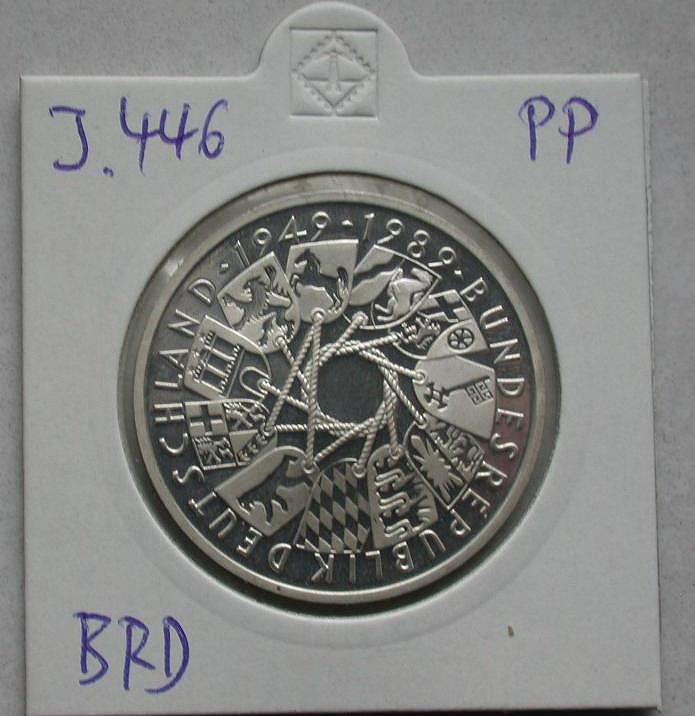 J.446 PP
1949 · 1989 · BUNDESREPUBLIK DEUTSCHLAND ·
BRD